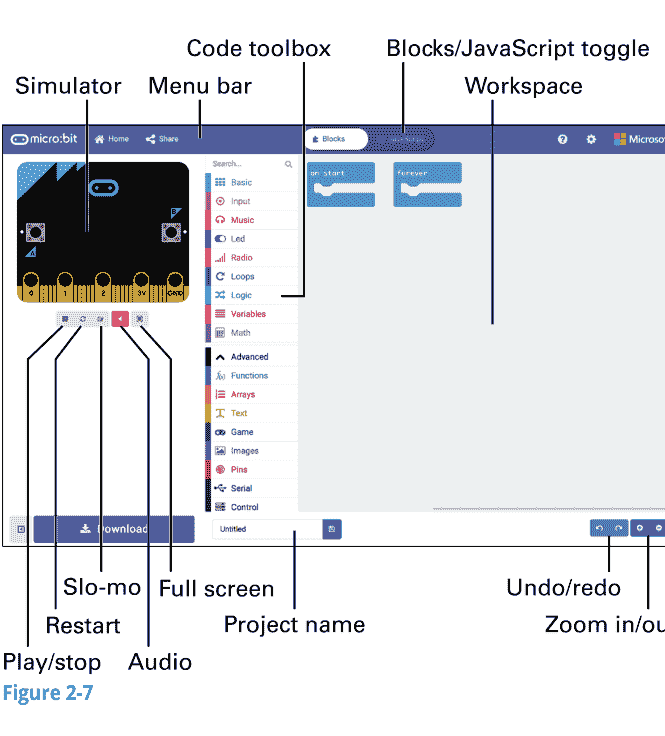 Code toolbox
Blocks/JavaScript toggle
Simulator
Menu bar
Workspace
micro:bit
Home
Share
Blocks
Microso
Search...
on start
forever
Basic
Input
Music
Led
Radio
Loops
Logic
Variables
Math
Advanced
Functions
Arrays
Text
Game
Images
Pins
Serial
Control
B
A
0 1 2 3V GND
Download
Untitled
Slo-mo
Full screen
Undo/redo
Restart
Project name
Zoom in/ou
Play/stop
Audio
Figure 2-7